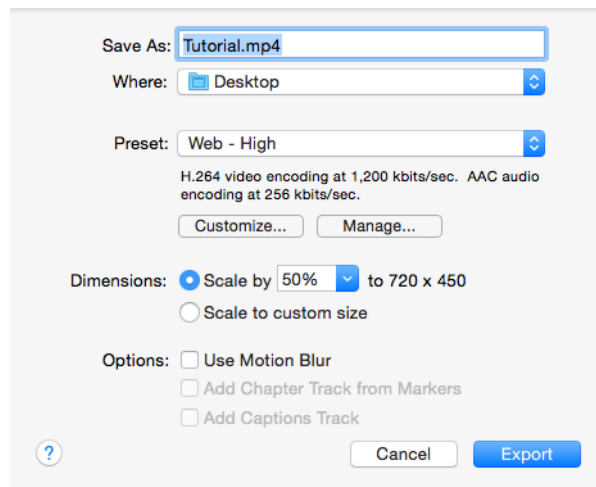 Save As: Tutorial.mp4
Where: Desktop
Preset: Web - High
H.264 video encoding at 1,200 kbits/sec. AAC audio
encoding at 256 kbits/sec.
Customize... Manage...
Dimensions: Scale by 50% to 720 x 450
Scale to custom size
Options: Use Motion Blur
Add Chapter Track from Markers
Add Captions Track
? Cancel Export